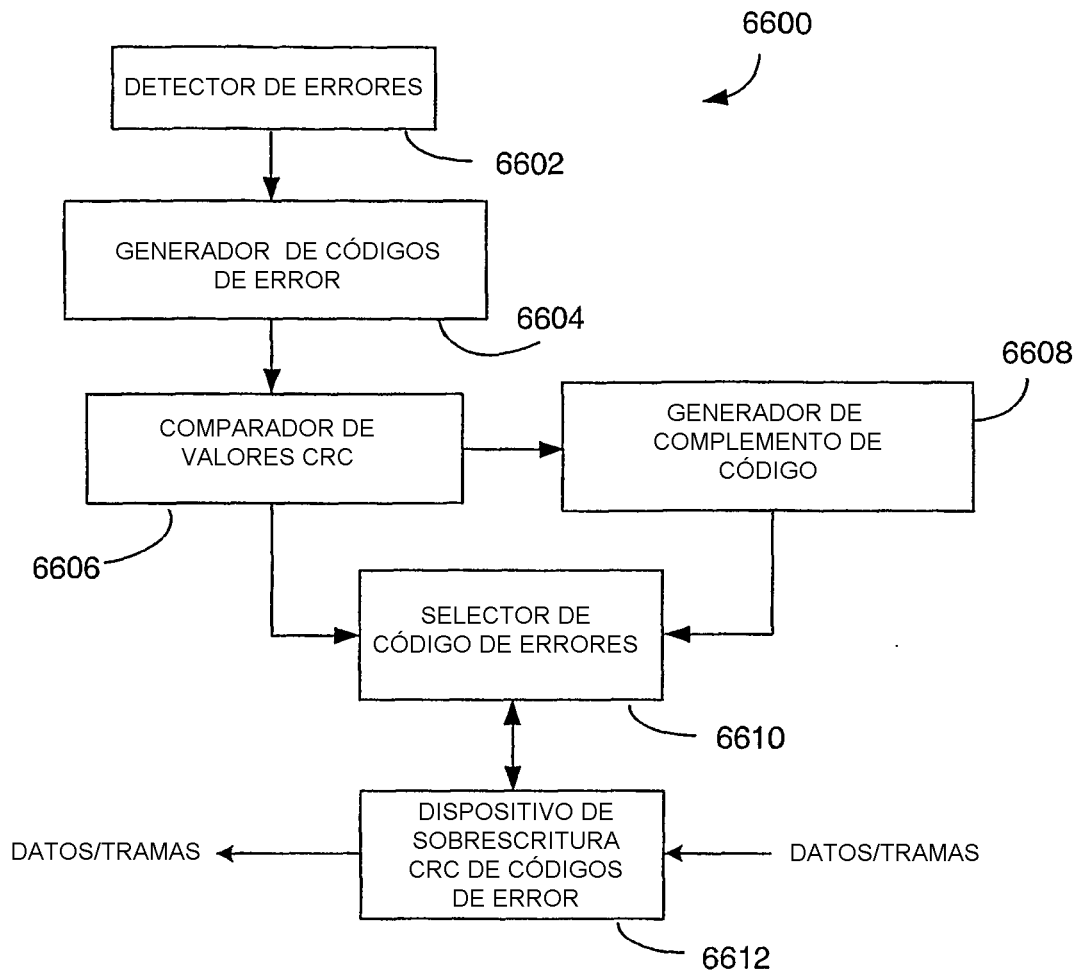 6600
DETECTOR DE ERRORES
6602
GENERADOR DE CÓDIGOS
DE ERROR
6604
6608
COMPARADOR DE
VALORES CRC
GENERADOR DE
COMPLEMENTO DE
CÓDIGO
6606
SELECTOR DE
CÓDIGO DE ERRORES
6610
DATOS/TRAMAS
DISPOSITIVO DE
SOBRESCRITURA
CRC DE CÓDIGOS
DE ERROR
DATOS/TRAMAS
6612